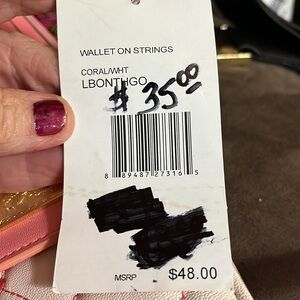 WALLET ON STRINGS
CORAL/WHT
LBONTHGO
$ 35.00
8 89487 27316 5
MSRP $48.00